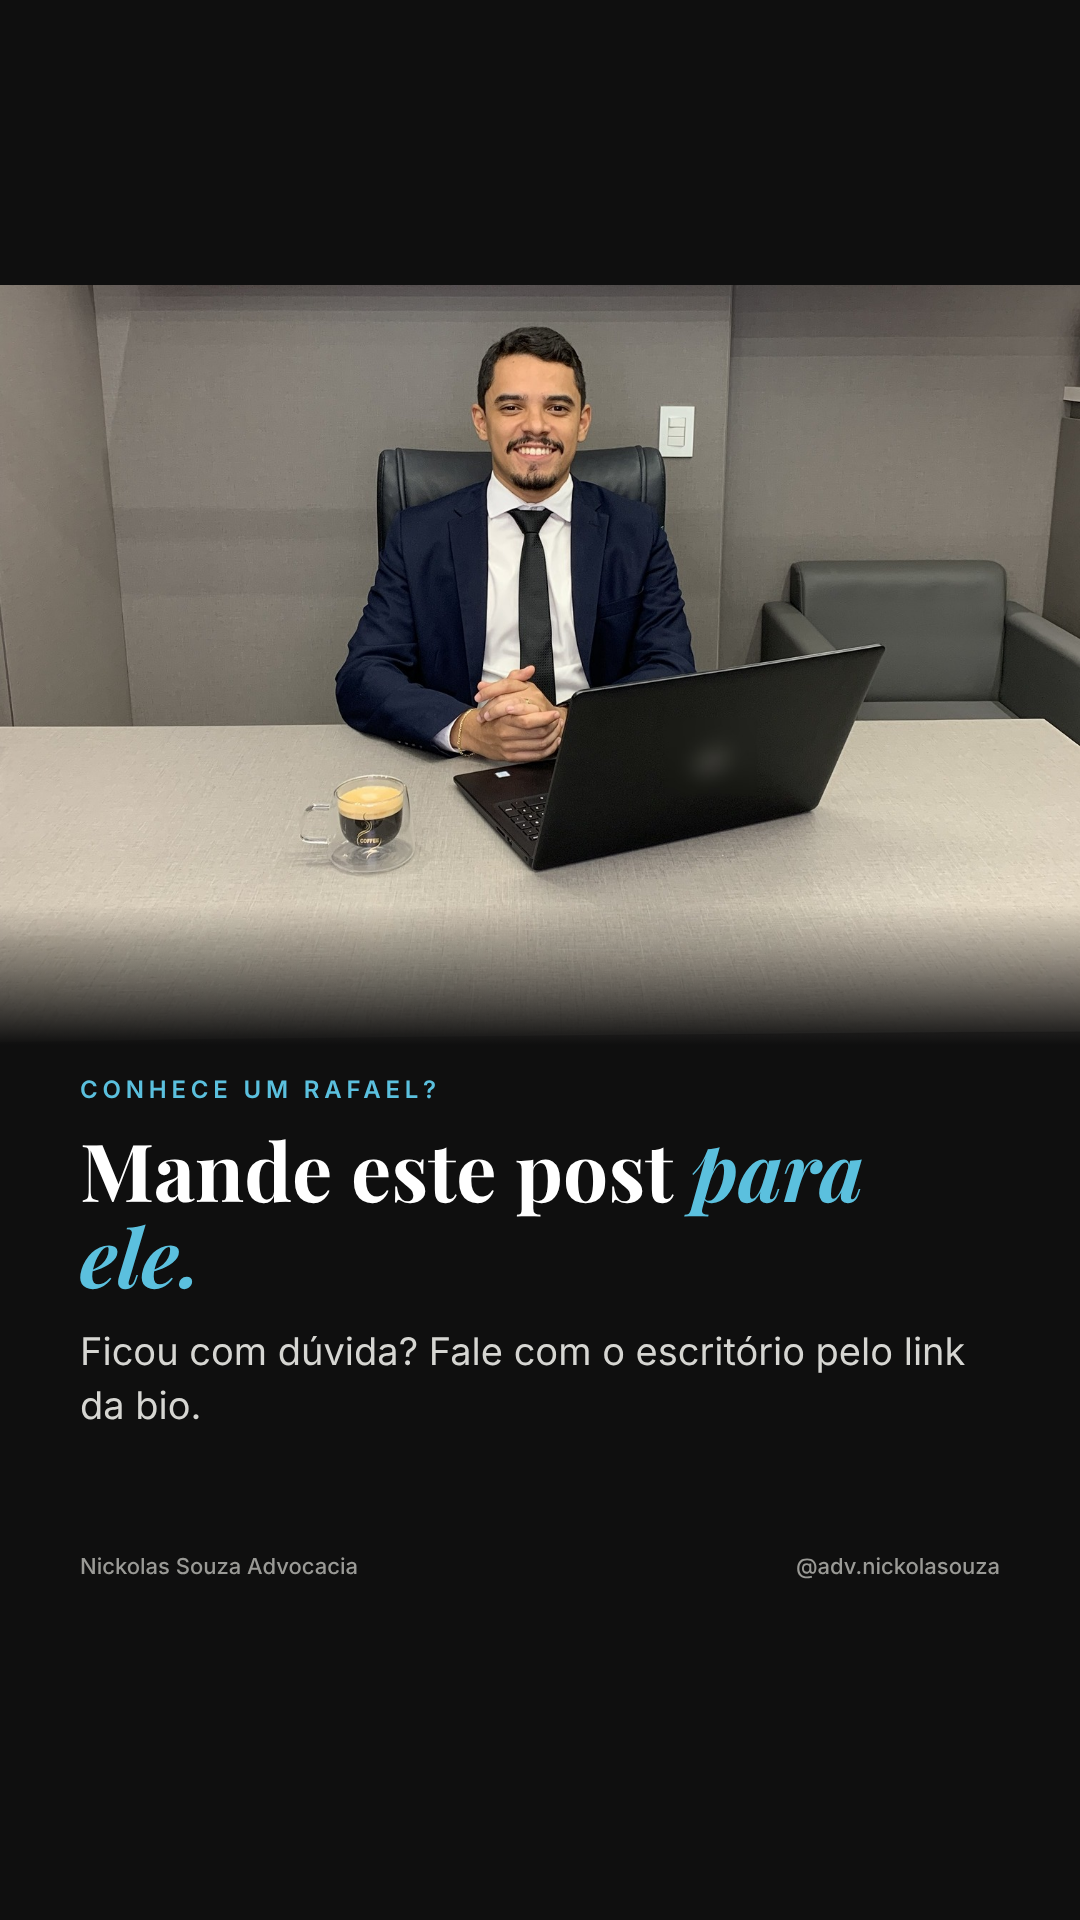 COFFEE
CONHECE UM RAFAEL?
Mande este post para
ele.
Ficou com dúvida? Fale com o escritório pelo link
da bio.
Nickolas Souza Advocacia
@adv.nickolasouza